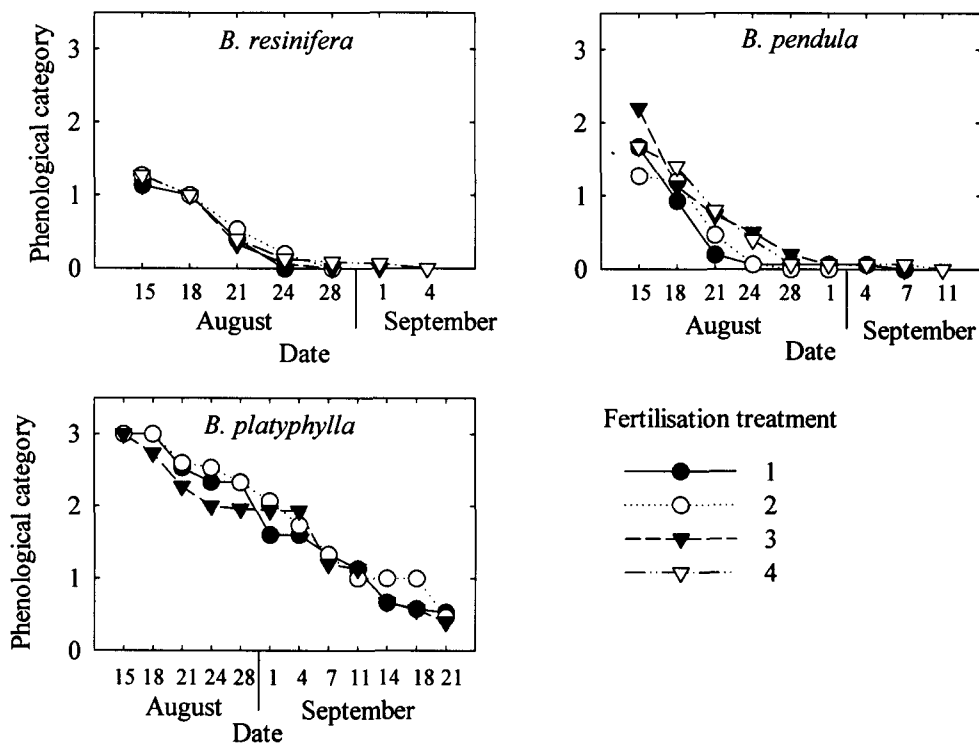 B. resinifera
Phenological category
3
2
1
0
15 18 21 24 28 1 4
August September
Date
B. pendula
3
2
1
0
15 18 21 24 28 1 4 7 11
August September
Date
B. platyphylla
Phenological category
3
2
1
0
15 18 21 24 28 1 4 7 11 14 18 21
August September
Date
Fertilisation treatment
1
2
3
4